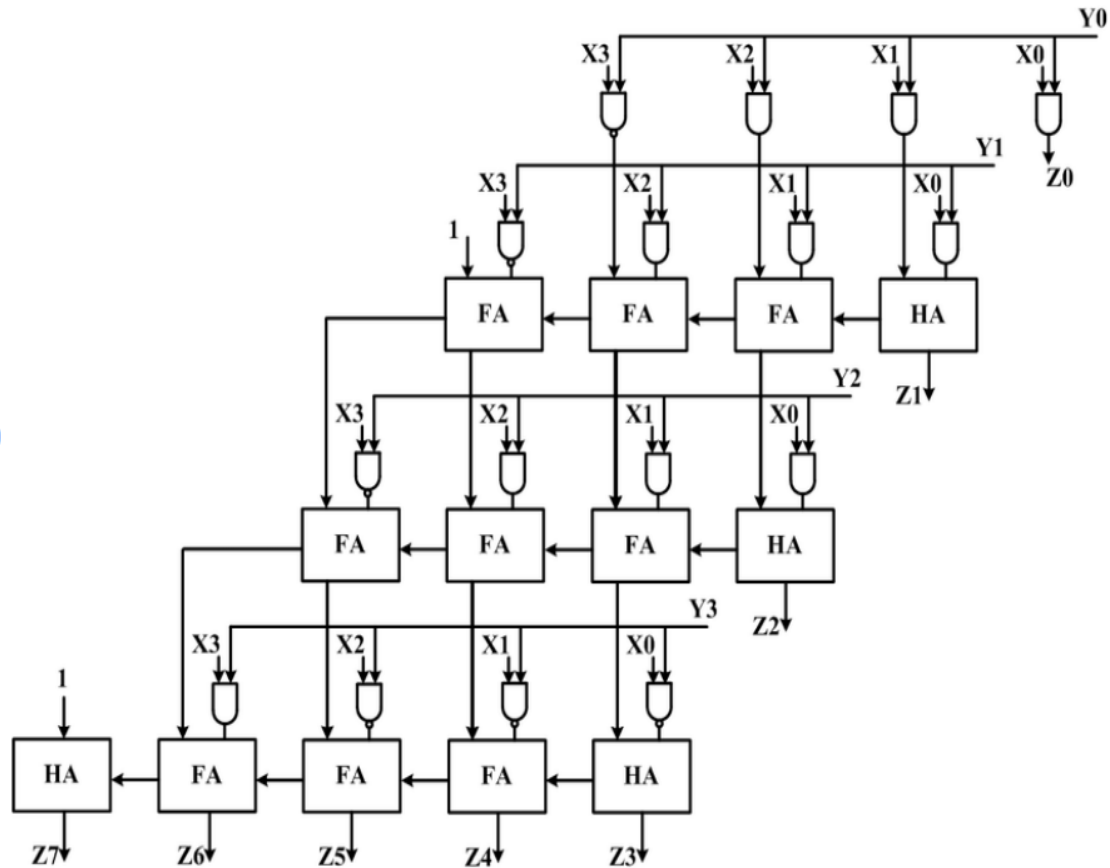 Y0
X3 X2 X1 X0
Y1
Z0
X3 X2 X1 X0
1
FA FA FA HA
Y2
Z1
X3 X2 X1 X0
FA FA FA HA
Y3
Z2
X3 X2 X1 X0
1
HA FA FA FA HA
Z7 Z6 Z5 Z4 Z3